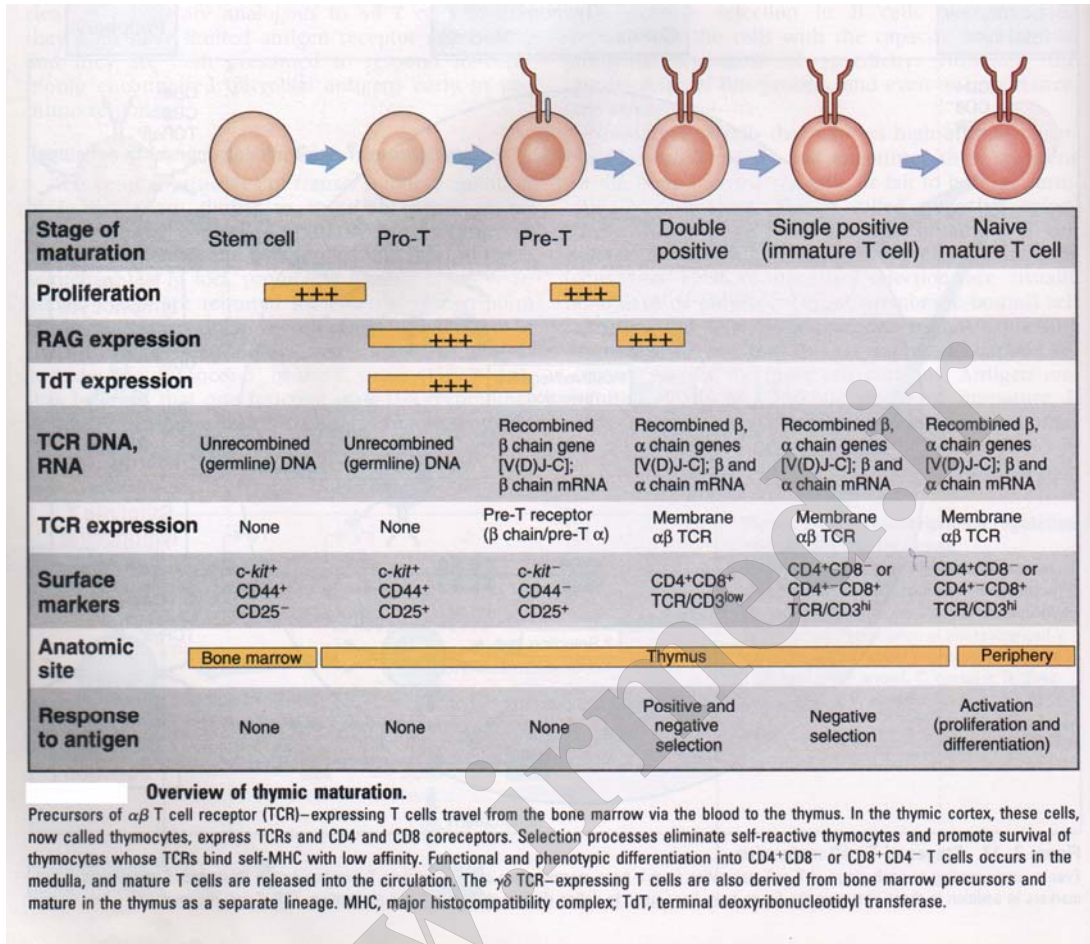 Stage of maturation
Stem cell
Pro-T
Pre-T
Double positive
Single positive (immature T cell)
Naive mature T cell
Proliferation
+++
+++
RAG expression
+++
+++
TdT expression
+++
TCR DNA, RNA
Unrecombined (germline) DNA
Unrecombined (germline) DNA
Recombined β chain gene [V(D)J-C]; β chain mRNA
Recombined β, α chain genes [V(D)J-C]; β and α chain mRNA
Recombined β, α chain genes [V(D)J-C]; β and α chain mRNA
Recombined β, α chain genes [V(D)J-C]; β and α chain mRNA
TCR expression
None
None
Pre-T receptor (β chain/pre-T α)
Membrane αβ TCR
Membrane αβ TCR
Membrane αβ TCR
Surface markers
c-kit⁺ CD44⁺ CD25⁻
c-kit⁺ CD44⁺ CD25⁺
c-kit⁻ CD44⁻ CD25⁺
CD4⁺CD8⁺ TCR/CD3ˡᵒʷ
CD4⁺CD8⁻ or CD4⁺⁻CD8⁺ TCR/CD3ʰⁱ
CD4⁺CD8⁻ or CD4⁺⁻CD8⁺ TCR/CD3ʰⁱ
Anatomic site
Bone marrow
Thymus
Periphery
Response to antigen
None
None
None
Positive and negative selection
Negative selection
Activation (proliferation and differentiation)
Overview of thymic maturation.
Precursors of αβ T cell receptor (TCR)–expressing T cells travel from the bone marrow via the blood to the thymus. In the thymic cortex, these cells,
now called thymocytes, express TCRs and CD4 and CD8 coreceptors. Selection processes eliminate self-reactive thymocytes and promote survival of
thymocytes whose TCRs bind self-MHC with low affinity. Functional and phenotypic differentiation into CD4⁺CD8⁻ or CD8⁺CD4⁻ T cells occurs in the
medulla, and mature T cells are released into the circulation. The γδ TCR–expressing T cells are also derived from bone marrow precursors and
mature in the thymus as a separate lineage. MHC, major histocompatibility complex; TdT, terminal deoxyribonucleotidyl transferase.